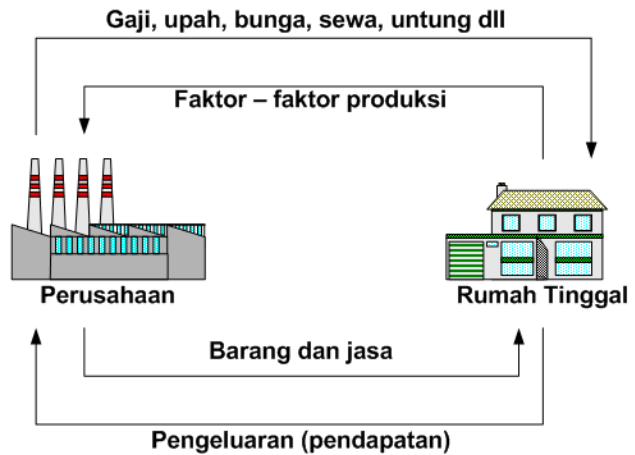 Gaji, upah, bunga, sewa, untung dll
Faktor – faktor produksi
Perusahaan
Rumah Tinggal
Barang dan jasa
Pengeluaran (pendapatan)